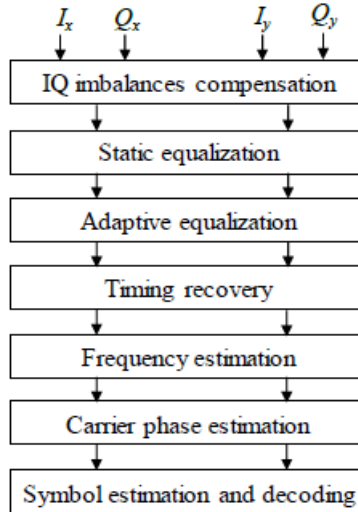 Ix Qx Iy Qy
IQ imbalances compensation
Static equalization
Adaptive equalization
Timing recovery
Frequency estimation
Carrier phase estimation
Symbol estimation and decoding